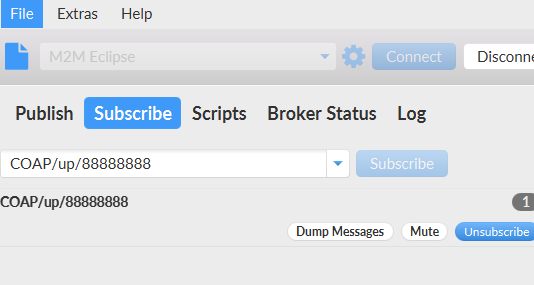 File Extras Help
M2M Eclipse Connect
Publish Subscribe Scripts Broker Status Log
COAP/up/88888888 Subscribe
COAP/up/88888888 1
Dump Messages Mute Unsubscribe